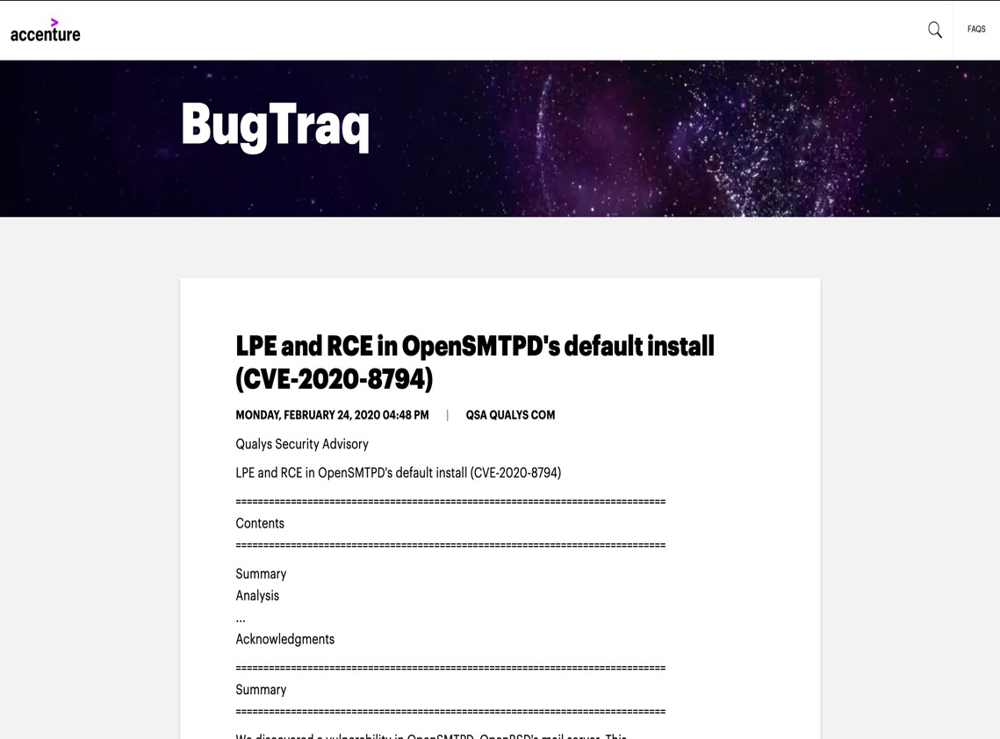 accenture
FAQS
BugTraq
LPE and RCE in OpenSMTPD's default install
(CVE-2020-8794)
MONDAY, FEBRUARY 24, 2020 04:48 PM | QSA QUALYS COM
Qualys Security Advisory
LPE and RCE in OpenSMTPD's default install (CVE-2020-8794)
==============================================================================
Contents
==============================================================================
Summary
Analysis
...
Acknowledgments
==============================================================================
Summary
==============================================================================
We discovered a vulnerability in OpenSMTPD, OpenBSD's mail server. This